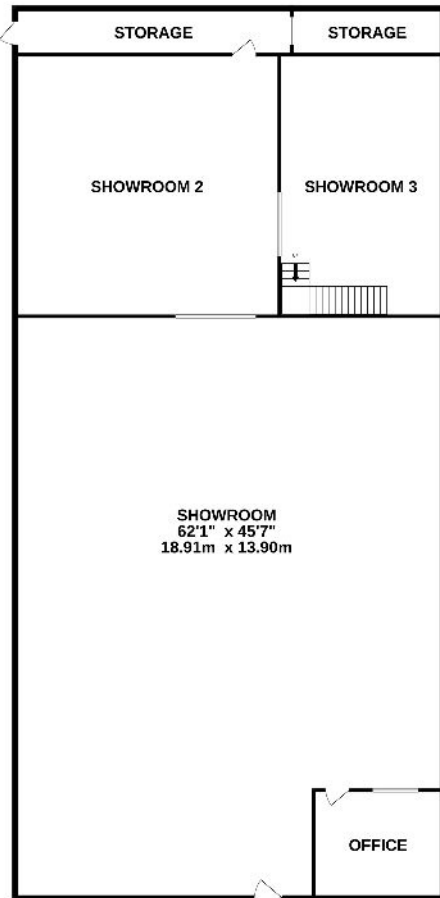 STORAGE
STORAGE
SHOWROOM 2
SHOWROOM 3
SHOWROOM
62'1" x 45'7"
18.91m x 13.90m
OFFICE